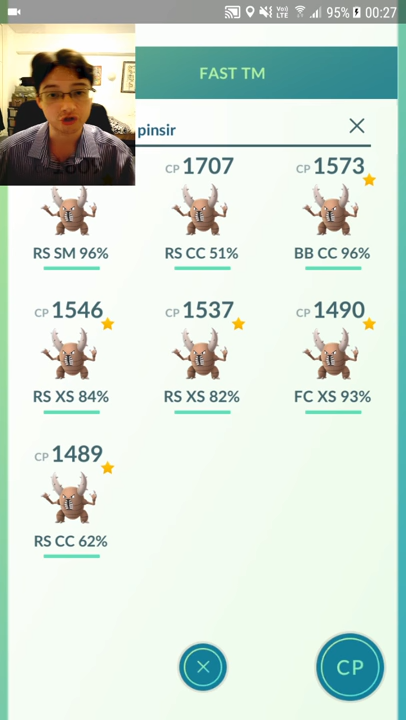 Voo) LTE 95% 00:27
FAST TM
pinsir
CP 1707 CP 1573
RS SM 96% RS CC 51% BB CC 96%
CP 1546 CP 1537 CP 1490
RS XS 84% RS XS 82% FC XS 93%
CP 1489
RS CC 62%
CP